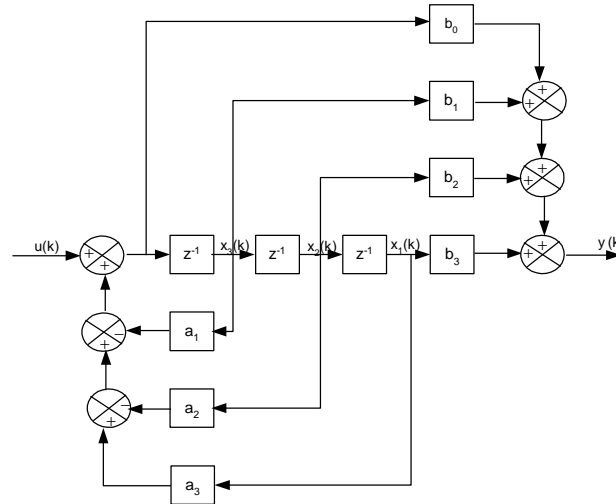 b₀
b₁
b₂
u(k)
z⁻¹
x₃(k)
z⁻¹
x₂(k)
z⁻¹
x₁(k)
b₃
y(k)
a₁
a₂
a₃
+
+
+
+
+
+
+
+
−
+
−
+